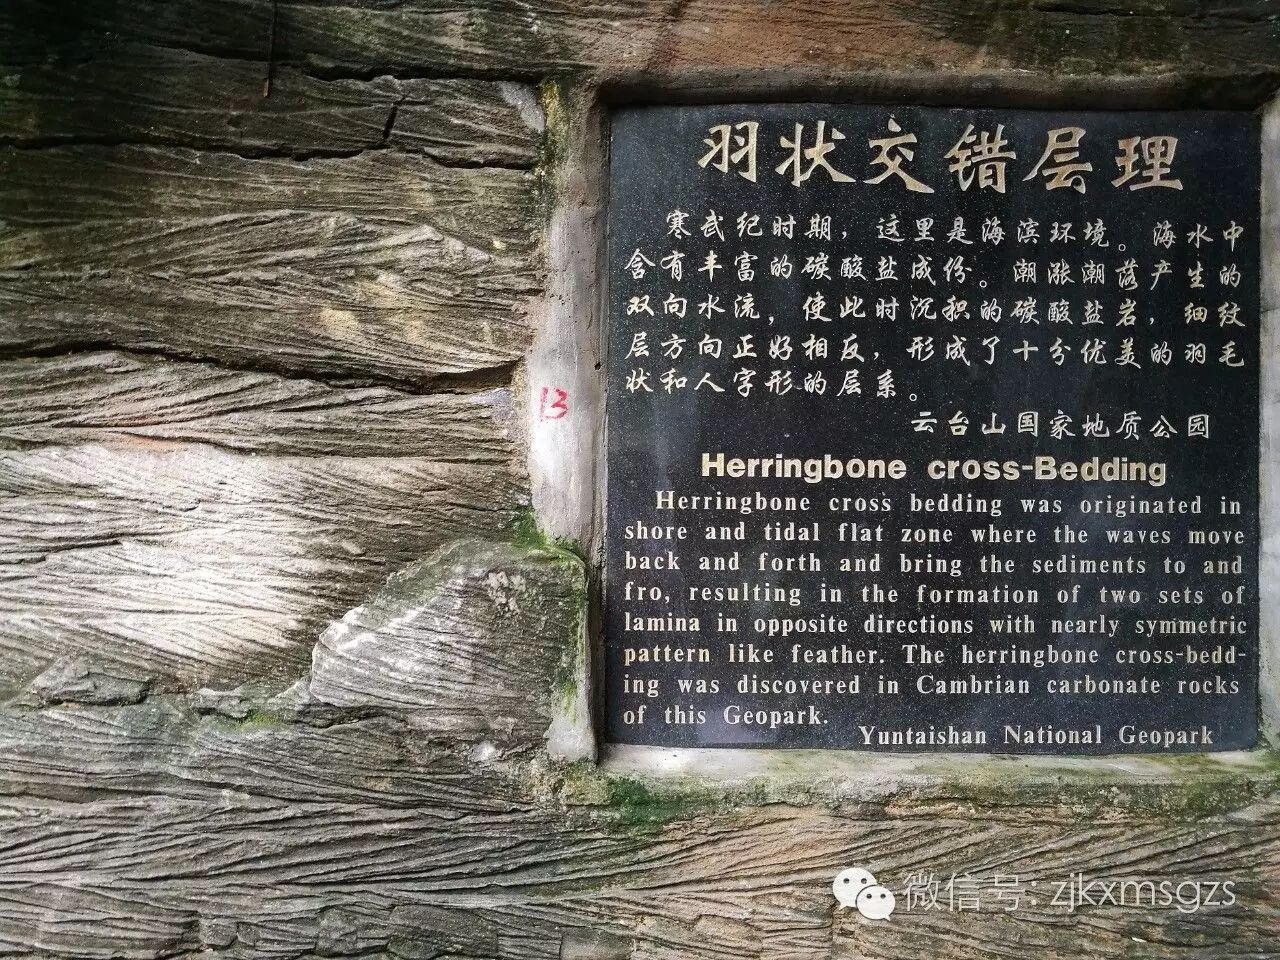 羽状交错层理
寒武纪时期，这里是海滨环境。海水中
含有丰富的碳酸盐成份。潮涨潮落产生的
双向水流，使此时沉积的碳酸盐岩，细纹
层方向正好相反，形成了十分优美的羽毛
状和人字形的层系。
云台山国家地质公园
Herringbone cross-Bedding
Herringbone cross bedding was originated in
shore and tidal flat zone where the waves move
back and forth and bring the sediments to and
fro, resulting in the formation of two sets of
lamina in opposite directions with nearly symmetric
pattern like feather. The herringbone cross-bedd-
ing was discovered in Cambrian carbonate rocks
of this Geopark.
Yuntaishan National Geopark
13
微信号: zjkxmsgzs